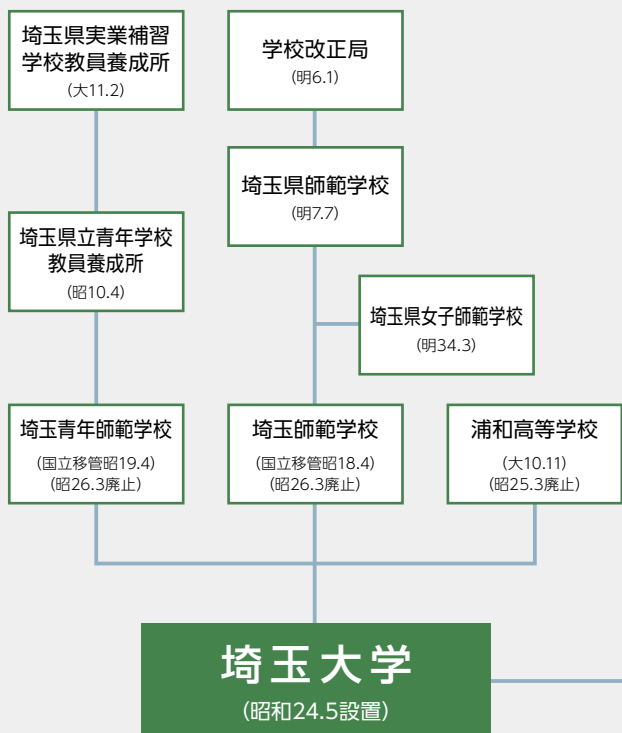 埼玉県実業補習
学校教員養成所
(大11.2)
学校改正局
(明6.1)
埼玉県師範学校
(明7.7)
埼玉県立青年学校
教員養成所
(昭10.4)
埼玉県女子師範学校
(明34.3)
埼玉青年師範学校
(国立移管昭19.4)
(昭26.3廃止)
埼玉師範学校
(国立移管昭18.4)
(昭26.3廃止)
浦和高等学校
(大10.11)
(昭25.3廃止)
埼玉大学
(昭和24.5設置)